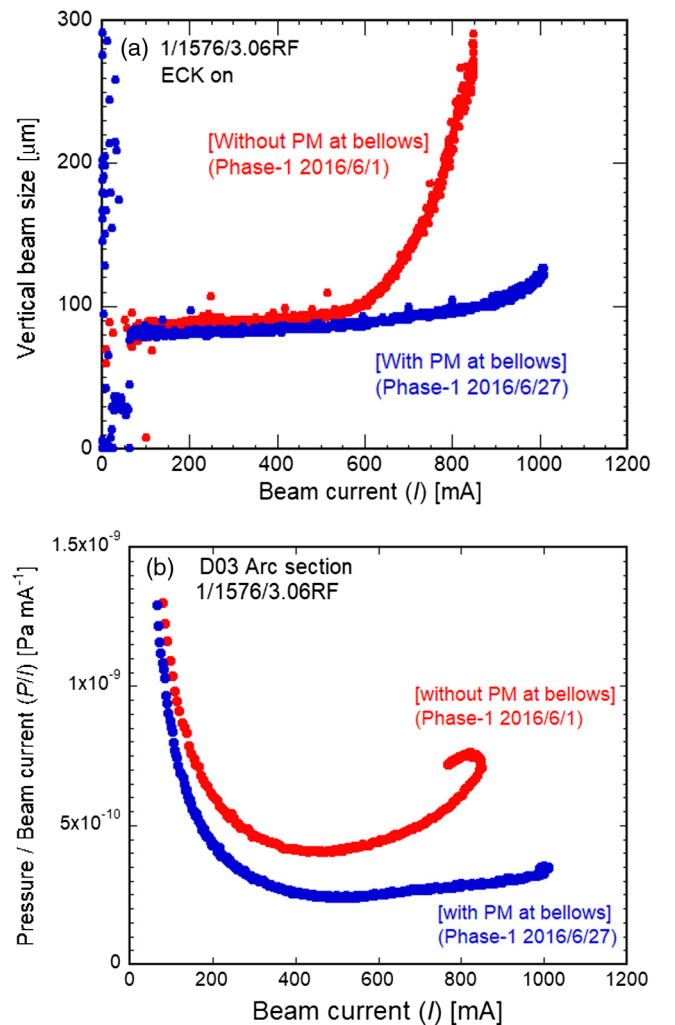 300
(a) 1/1576/3.06RF
ECK on
[Without PM at bellows]
(Phase-1 2016/6/1)
200
Vertical beam size [μm]
100
[With PM at bellows]
(Phase-1 2016/6/27)
0
0 200 400 600 800 1000 1200
Beam current (I) [mA]
1.5x10⁻⁹
(b) D03 Arc section
1/1576/3.06RF
Pressure / Beam current (P/I) [Pa mA⁻¹]
1x10⁻⁹
[without PM at bellows]
(Phase-1 2016/6/1)
5x10⁻¹⁰
[with PM at bellows]
(Phase-1 2016/6/27)
0
0 200 400 600 800 1000 1200
Beam current (I) [mA]